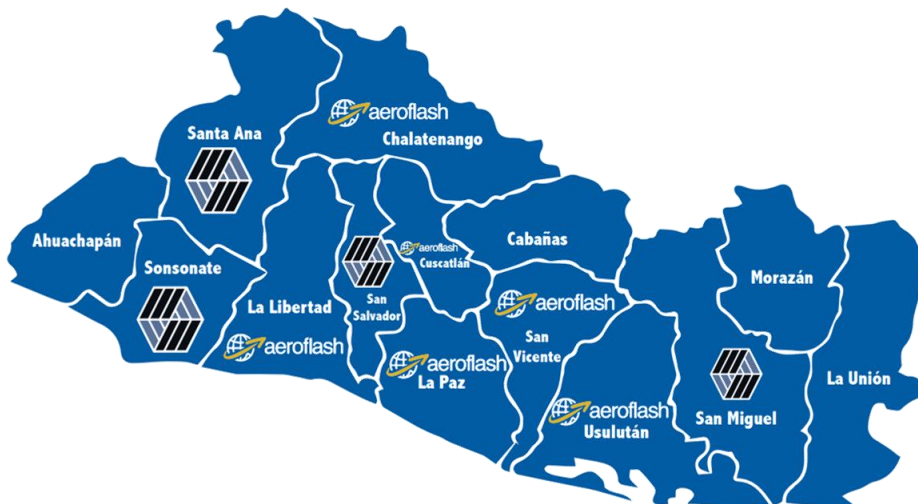 aeroflash
Chalatenango
Santa Ana
Ahuachapán
Sonsonate
La Libertad
aeroflash
San
Salvador
aeroflash
Cuscatlán
Cabañas
aeroflash
San
Vicente
aeroflash
La Paz
aeroflash
Usulután
Morazán
San Miguel
La Unión